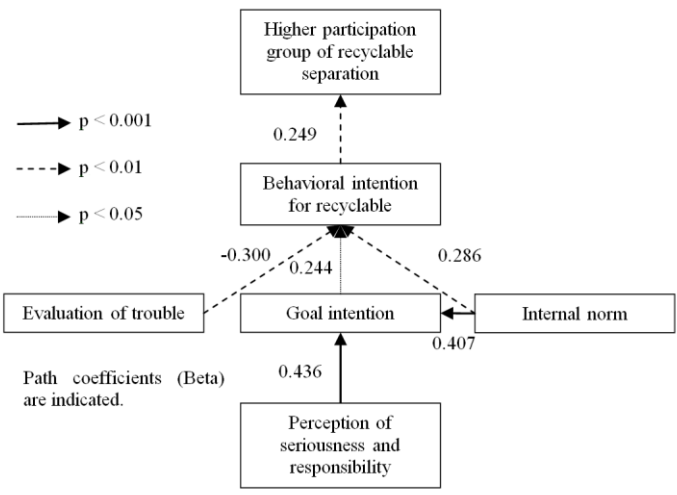 Higher participation
group of recyclable
separation
p < 0.001
0.249
p < 0.01
Behavioral intention
for recyclable
p < 0.05
-0.300
0.244
0.286
Evaluation of trouble
Goal intention
Internal norm
0.407
Path coefficients (Beta)
are indicated.
0.436
Perception of
seriousness and
responsibility